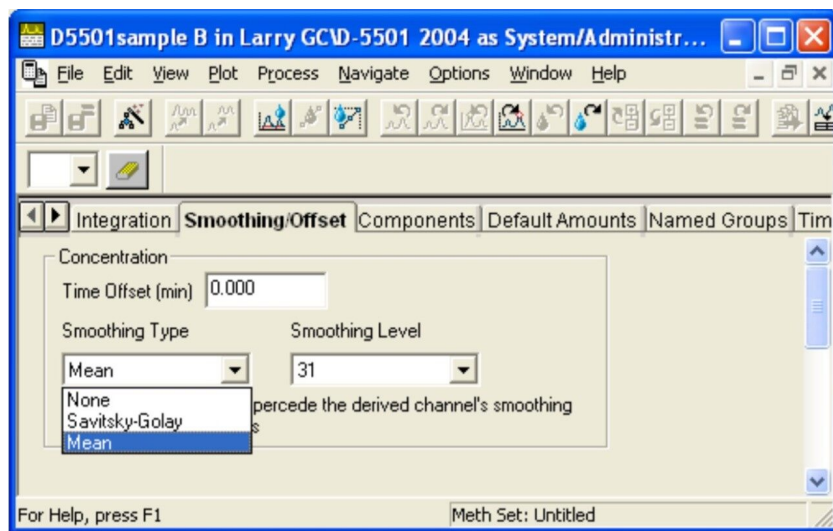 D5501sample B in Larry GC\D-5501 2004 as System/Administr...
File Edit View Plot Process Navigate Options Window Help
Integration Smoothing/Offset Components Default Amounts Named Groups Tim
Concentration
Time Offset (min) 0.000
Smoothing Type Smoothing Level
Mean 31
None
percede the derived channel's smoothing
Savitsky-Golay
s
Mean
For Help, press F1 Meth Set: Untitled